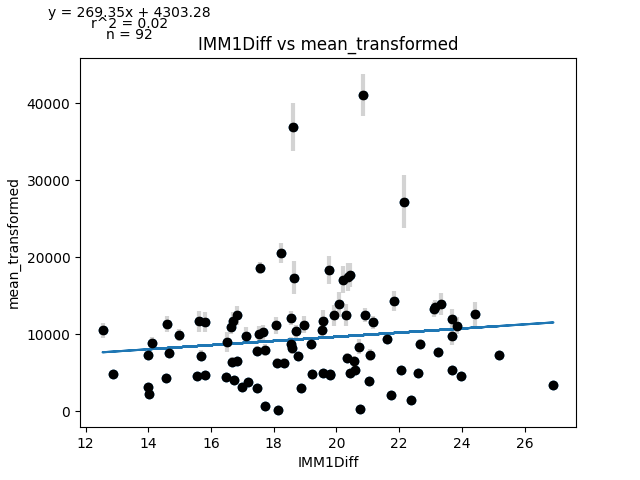 y = 269.35x + 4303.28
r^2 = 0.02
n = 92
IMM1Diff vs mean_transformed
mean_transformed
40000
30000
20000
10000
0
12 14 16 18 20 22 24 26
IMM1Diff